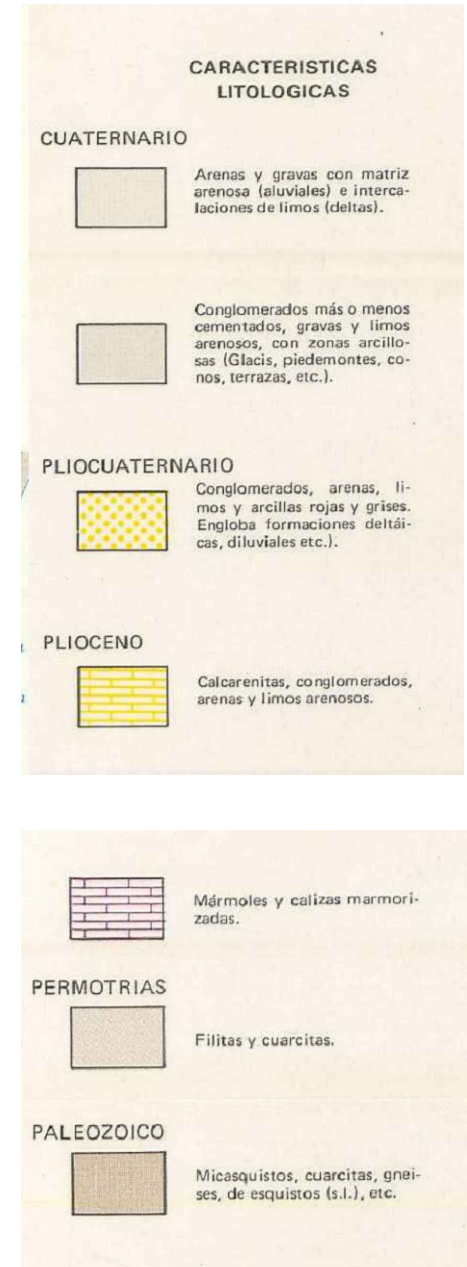 CARACTERISTICAS
LITOLOGICAS
CUATERNARIO
Arenas y gravas con matriz
arenosa (aluviales) e interca-
laciones de limos (deltas).
Conglomerados más o menos
cementados, gravas y limos
arenosos, con zonas arcillo-
sas (Glacis, piedemontes, co-
nos, terrazas, etc.).
PLIOCUATERNARIO
Conglomerados, arenas, li-
mos y arcillas rojas y grises.
Engloba formaciones deltái-
cas, diluviales etc.).
PLIOCENO
Calcarenitas, conglomerados,
arenas y limos arenosos.
Mármoles y calizas marmori-
zadas.
PERMOTRIAS
Filitas y cuarcitas.
PALEOZOICO
Micasquistos, cuarcitas, gnei-
ses, de esquistos (s.l.), etc.